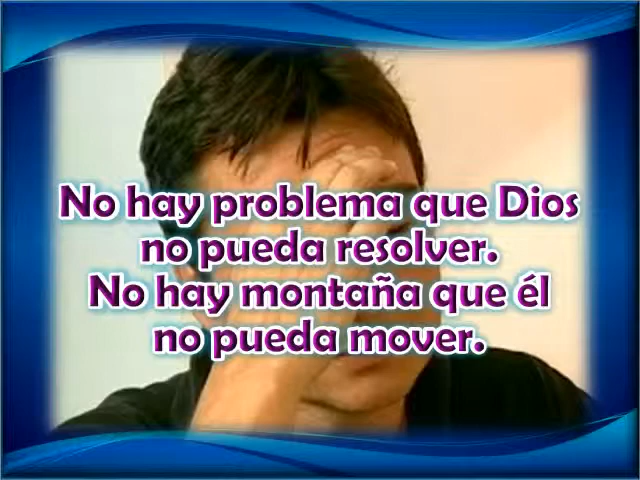 No hay problema que Dios
no pueda resolver.
No hay montaña que él
no pueda mover.